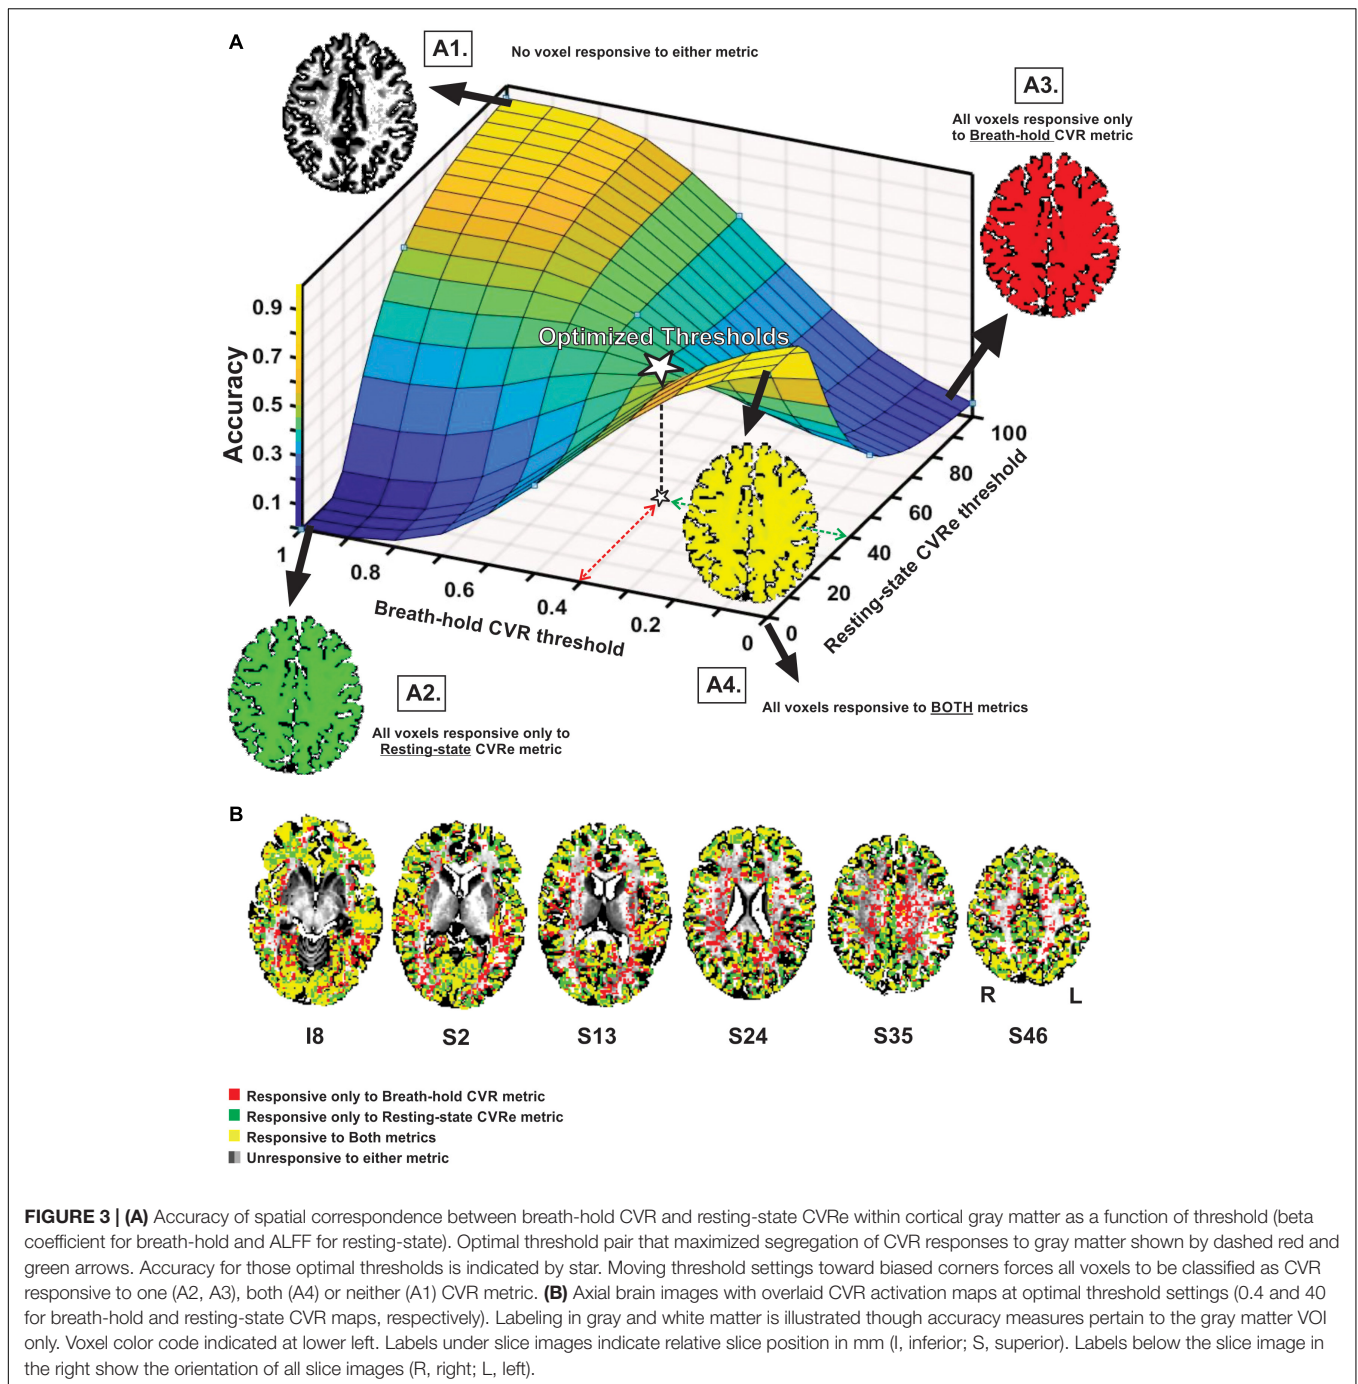 A
A1.
No voxel responsive to either metric
A3.
All voxels responsive only
to Breath-hold CVR metric
Optimized Thresholds
Accuracy
0.9
0.7
0.5
0.3
0.1
1
0.8
0.6
0.4
0.2
0
Breath-hold CVR threshold
0
20
40
60
80
100
Resting-state CVRe threshold
A2.
All voxels responsive only to
Resting-state CVRe metric
A4.
All voxels responsive to BOTH metrics
B
R L
I8 S2 S13 S24 S35 S46
Responsive only to Breath-hold CVR metric
Responsive only to Resting-state CVRe metric
Responsive to Both metrics
Unresponsive to either metric
FIGURE 3 | (A) Accuracy of spatial correspondence between breath-hold CVR and resting-state CVRe within cortical gray matter as a function of threshold (beta
coefficient for breath-hold and ALFF for resting-state). Optimal threshold pair that maximized segregation of CVR responses to gray matter shown by dashed red and
green arrows. Accuracy for those optimal thresholds is indicated by star. Moving threshold settings toward biased corners forces all voxels to be classified as CVR
responsive to one (A2, A3), both (A4) or neither (A1) CVR metric. (B) Axial brain images with overlaid CVR activation maps at optimal threshold settings (0.4 and 40
for breath-hold and resting-state CVR maps, respectively). Labeling in gray and white matter is illustrated though accuracy measures pertain to the gray matter VOI
only. Voxel color code indicated at lower left. Labels under slice images indicate relative slice position in mm (I, inferior; S, superior). Labels below the slice image in
the right show the orientation of all slice images (R, right; L, left).